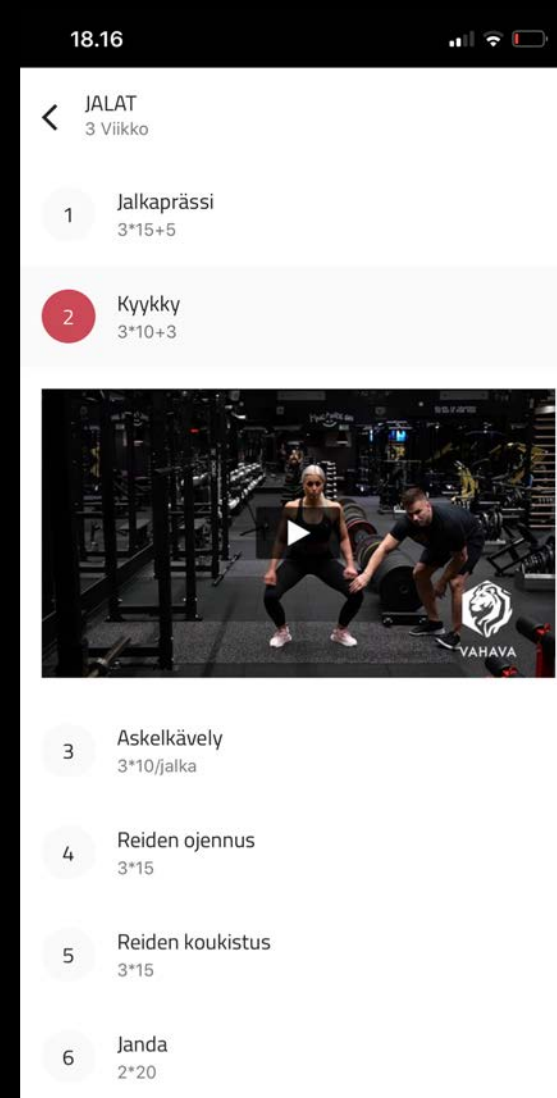 18.16
JALAT
3 Viikko
1
Jalkaprässi
3*15+5
2
Kyykky
3*10+3
VAHAVA
3
Askelkävely
3*10/jalka
4
Reiden ojennus
3*15
5
Reiden koukistus
3*15
6
Janda
2*20